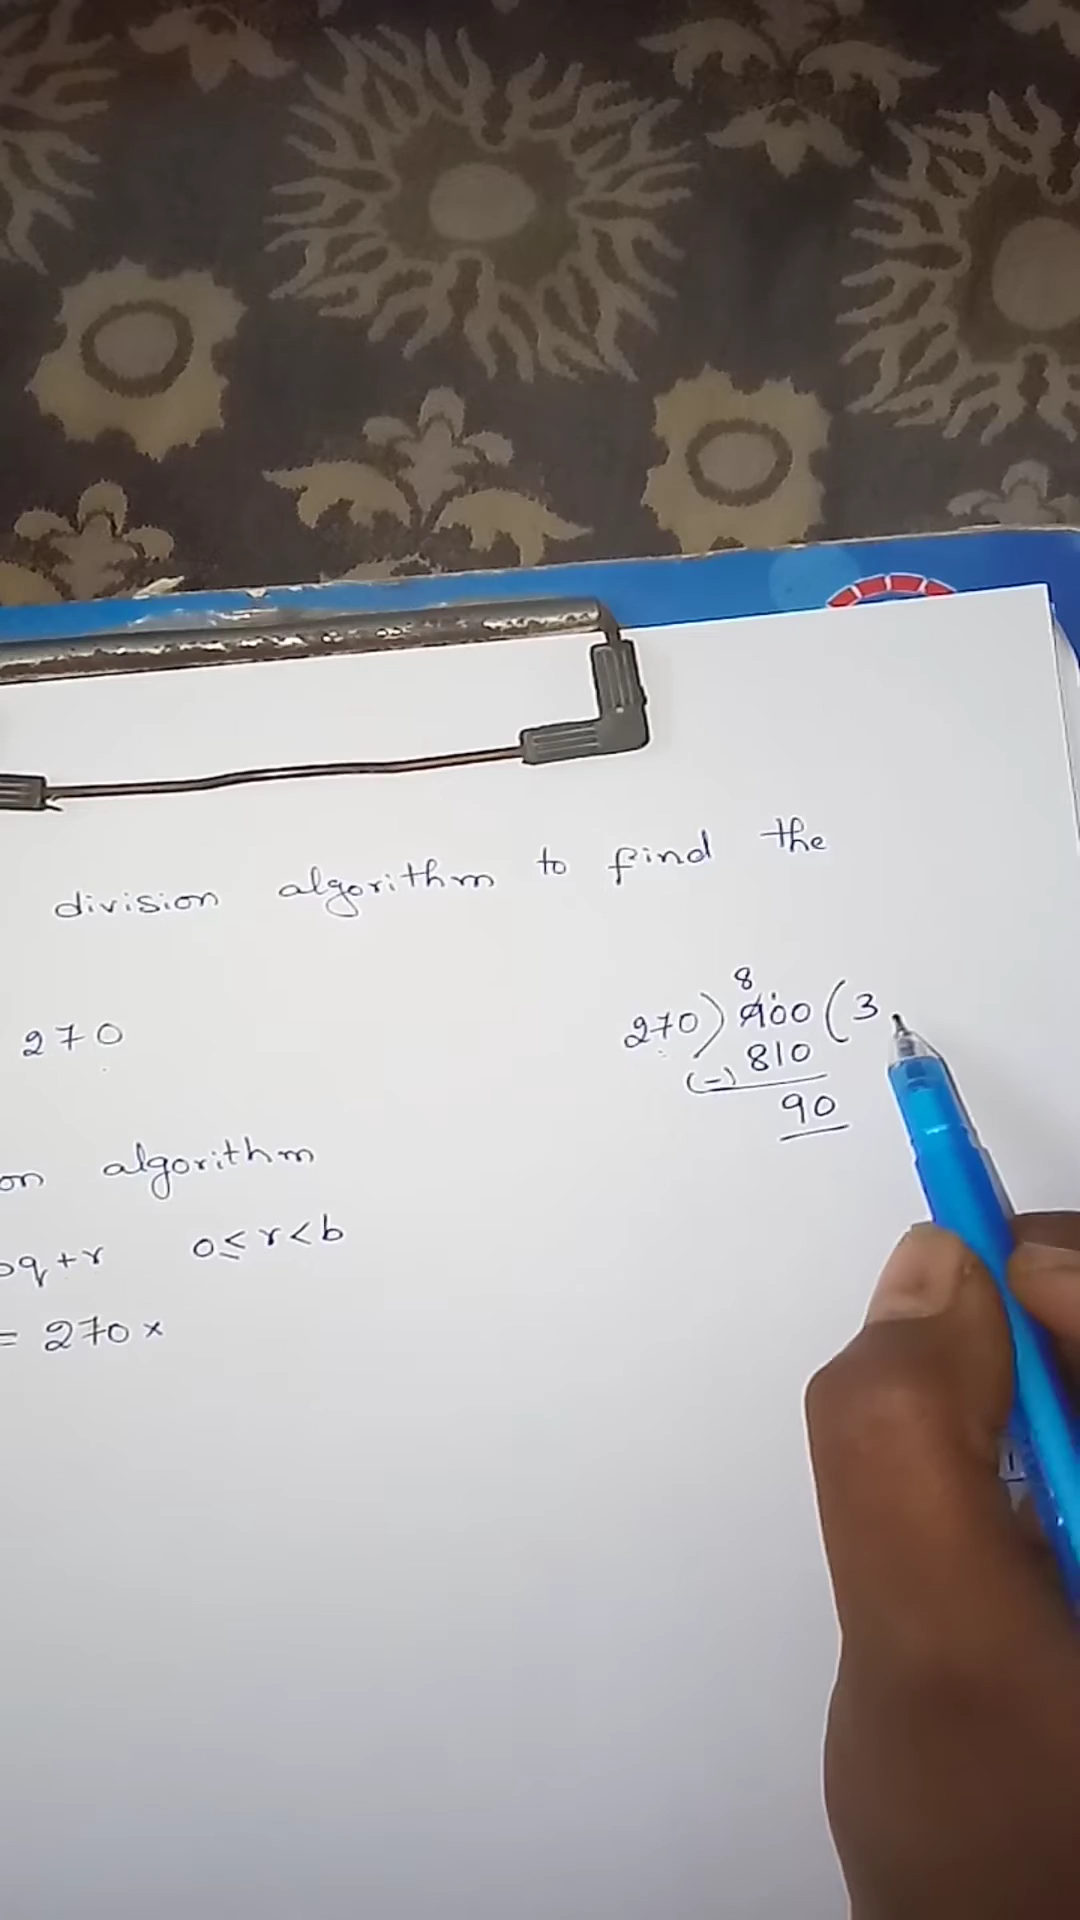 division algorithm to find the
270
8
270) 900 (3
(-) 810
90
algorithm
q+r 0≤r<b
= 270 ×